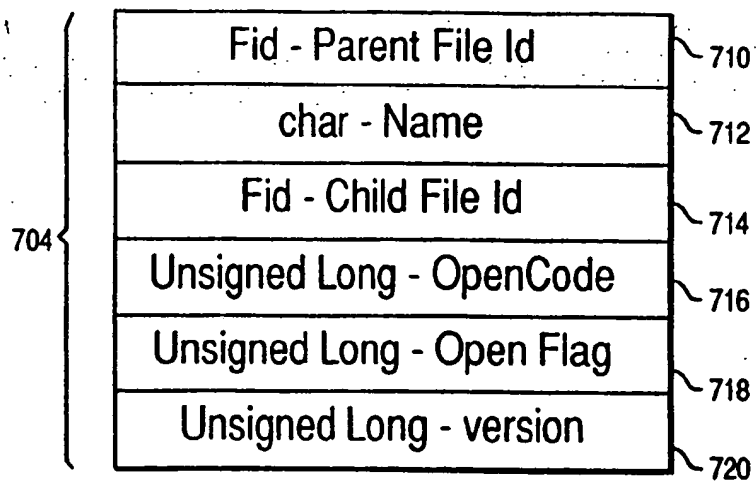 Fid - Parent File Id
710
char - Name
712
Fid - Child File Id
714
704
Unsigned Long - OpenCode
716
Unsigned Long - Open Flag
718
Unsigned Long - version
720